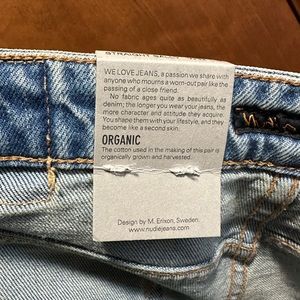 WE LOVE JEANS, a passion we share with
anyone who mourns a worn-out pair like the
passing of a close friend.
No fabric ages quite as beautifully as
denim; the longer you wear your jeans, the
more character and attitude they acquire.
You shape them with your lifestyle, and they
become like a second skin.
ORGANIC
The cotton used in the making of this pair is
organically grown and harvested.
Design by M. Erixon, Sweden.
www.nudiejeans.com